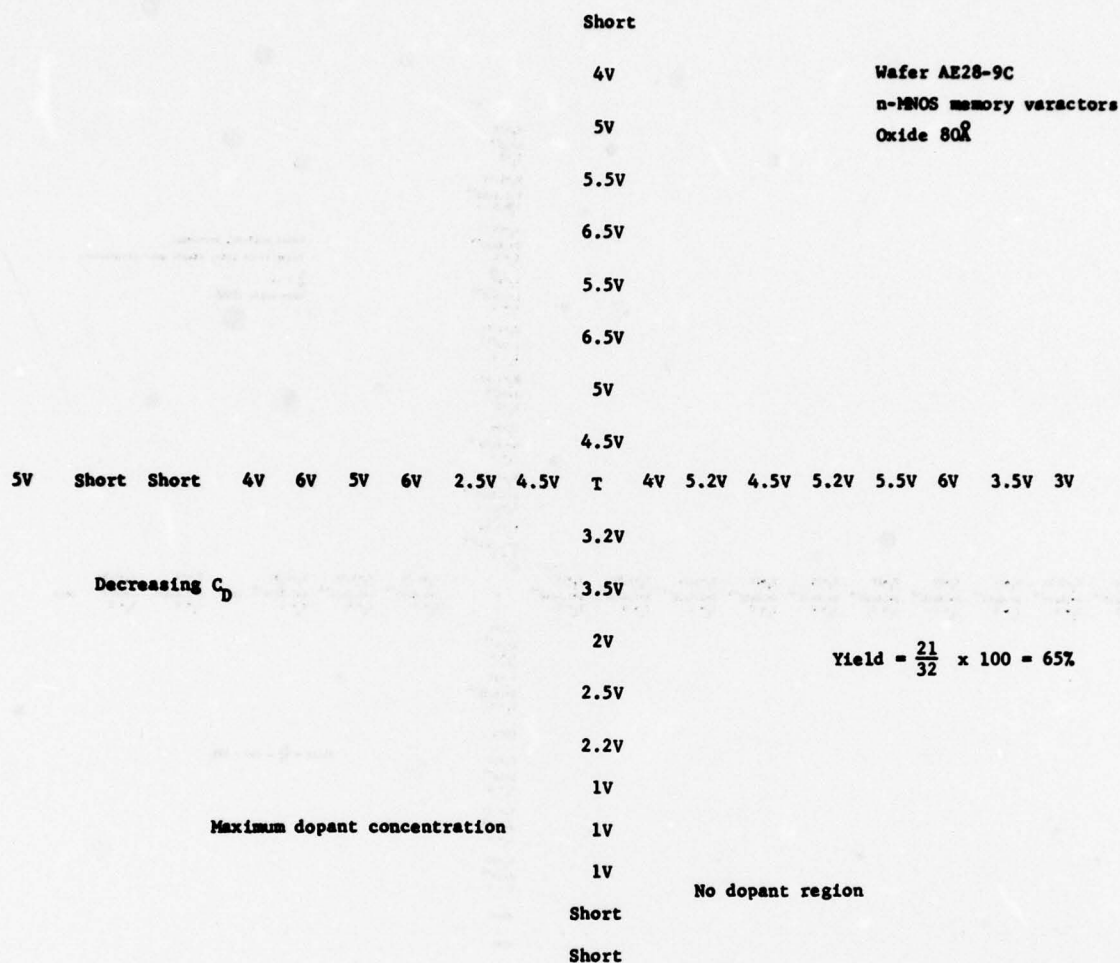 Short
4V
Wafer AE28-9C
n-MNOS memory varactors
5V
Oxide 80Å
5.5V
6.5V
5.5V
6.5V
5V
4.5V
5V Short Short 4V 6V 5V 6V 2.5V 4.5V T 4V 5.2V 4.5V 5.2V 5.5V 6V 3.5V 3V
3.2V
Decreasing C_D
3.5V
2V
Yield = 21/32 x 100 = 65%
2.5V
2.2V
1V
Maximum dopant concentration
1V
1V
No dopant region
Short
Short